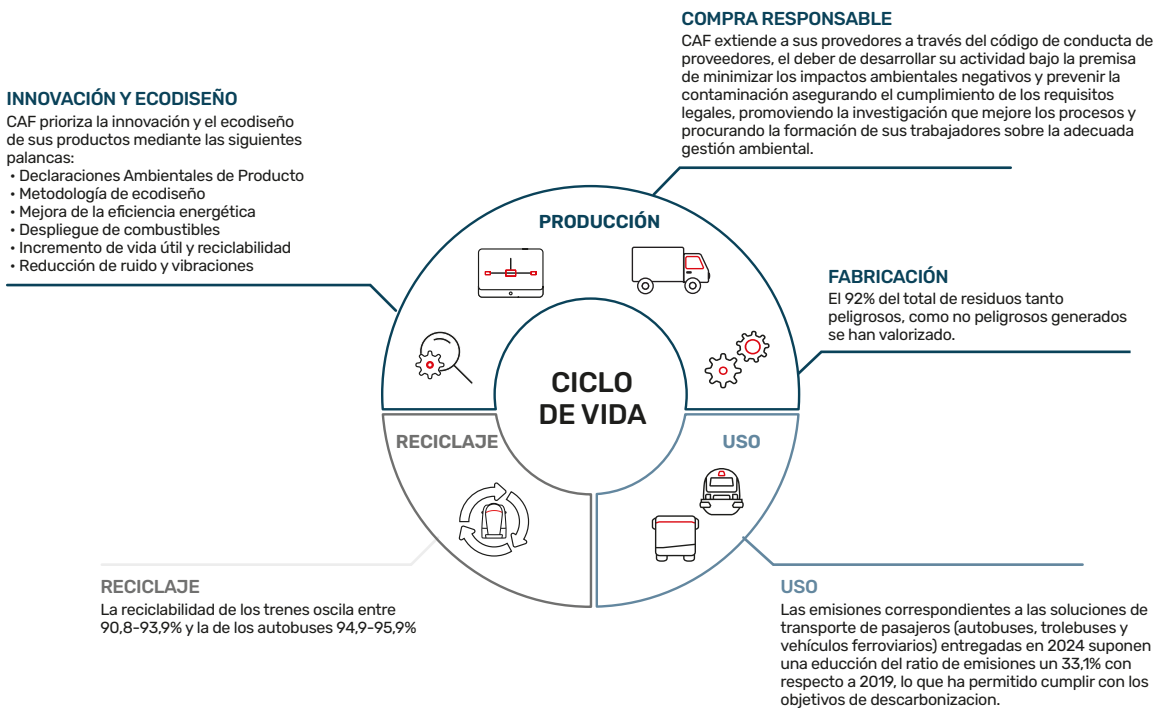 COMPRA RESPONSABLE
CAF extiende a sus provedores a través del código de conducta de
proveedores, el deber de desarrollar su actividad bajo la premisa
de minimizar los impactos ambientales negativos y prevenir la
contaminación asegurando el cumplimiento de los requisitos
legales, promoviendo la investigación que mejore los procesos y
procurando la formación de sus trabajadores sobre la adecuada
gestión ambiental.
INNOVACIÓN Y ECODISEÑO
CAF prioriza la innovación y el ecodiseño
de sus productos mediante las siguientes
palancas:
• Declaraciones Ambientales de Producto
• Metodología de ecodiseño
• Mejora de la eficiencia energética
• Despliegue de combustibles
• Incremento de vida útil y reciclabilidad
• Reducción de ruido y vibraciones
PRODUCCIÓN
FABRICACIÓN
El 92% del total de residuos tanto
peligrosos, como no peligrosos generados
se han valorizado.
CICLO
DE VIDA
RECICLAJE
USO
RECICLAJE
La reciclabilidad de los trenes oscila entre
90,8-93,9% y la de los autobuses 94,9-95,9%
USO
Las emisiones correspondientes a las soluciones de
transporte de pasajeros (autobuses, trolebuses y
vehículos ferroviarios) entregadas en 2024 suponen
una educción del ratio de emisiones un 33,1% con
respecto a 2019, lo que ha permitido cumplir con los
objetivos de descarbonizacion.